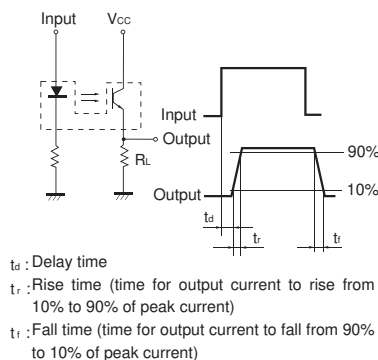 Input VCC
Input
Output
RL
90%
10%
Output
td
tr
tf
td : Delay time
tr : Rise time (time for output current to rise from
10% to 90% of peak current)
tf : Fall time (time for output current to fall from 90%
to 10% of peak current)